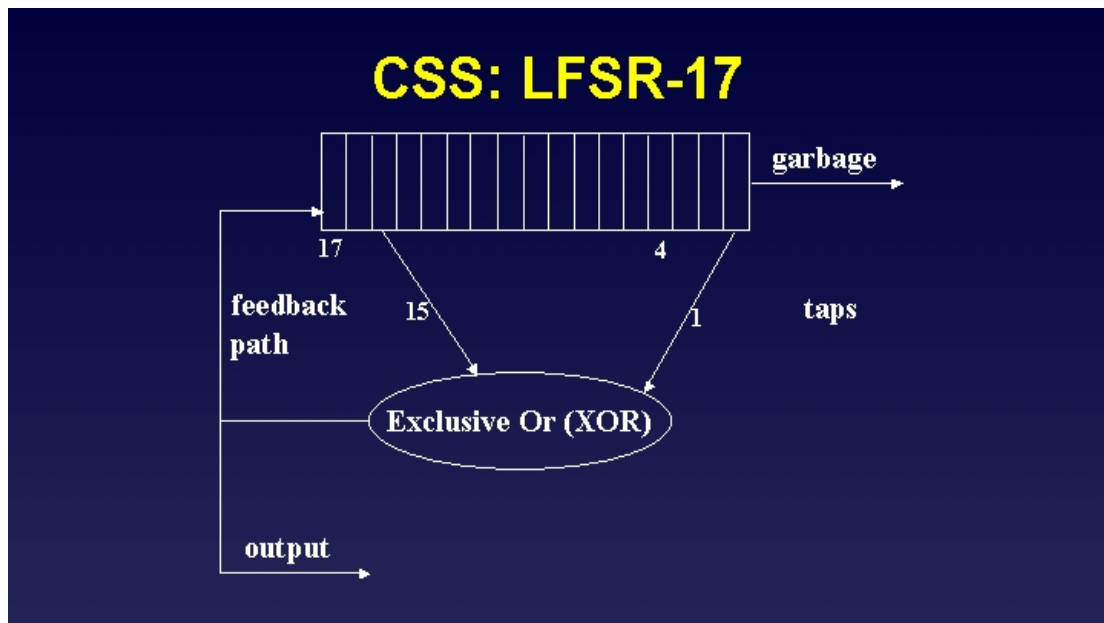 CSS: LFSR-17
garbage
17
4
feedback
path
15
1
taps
Exclusive Or (XOR)
output